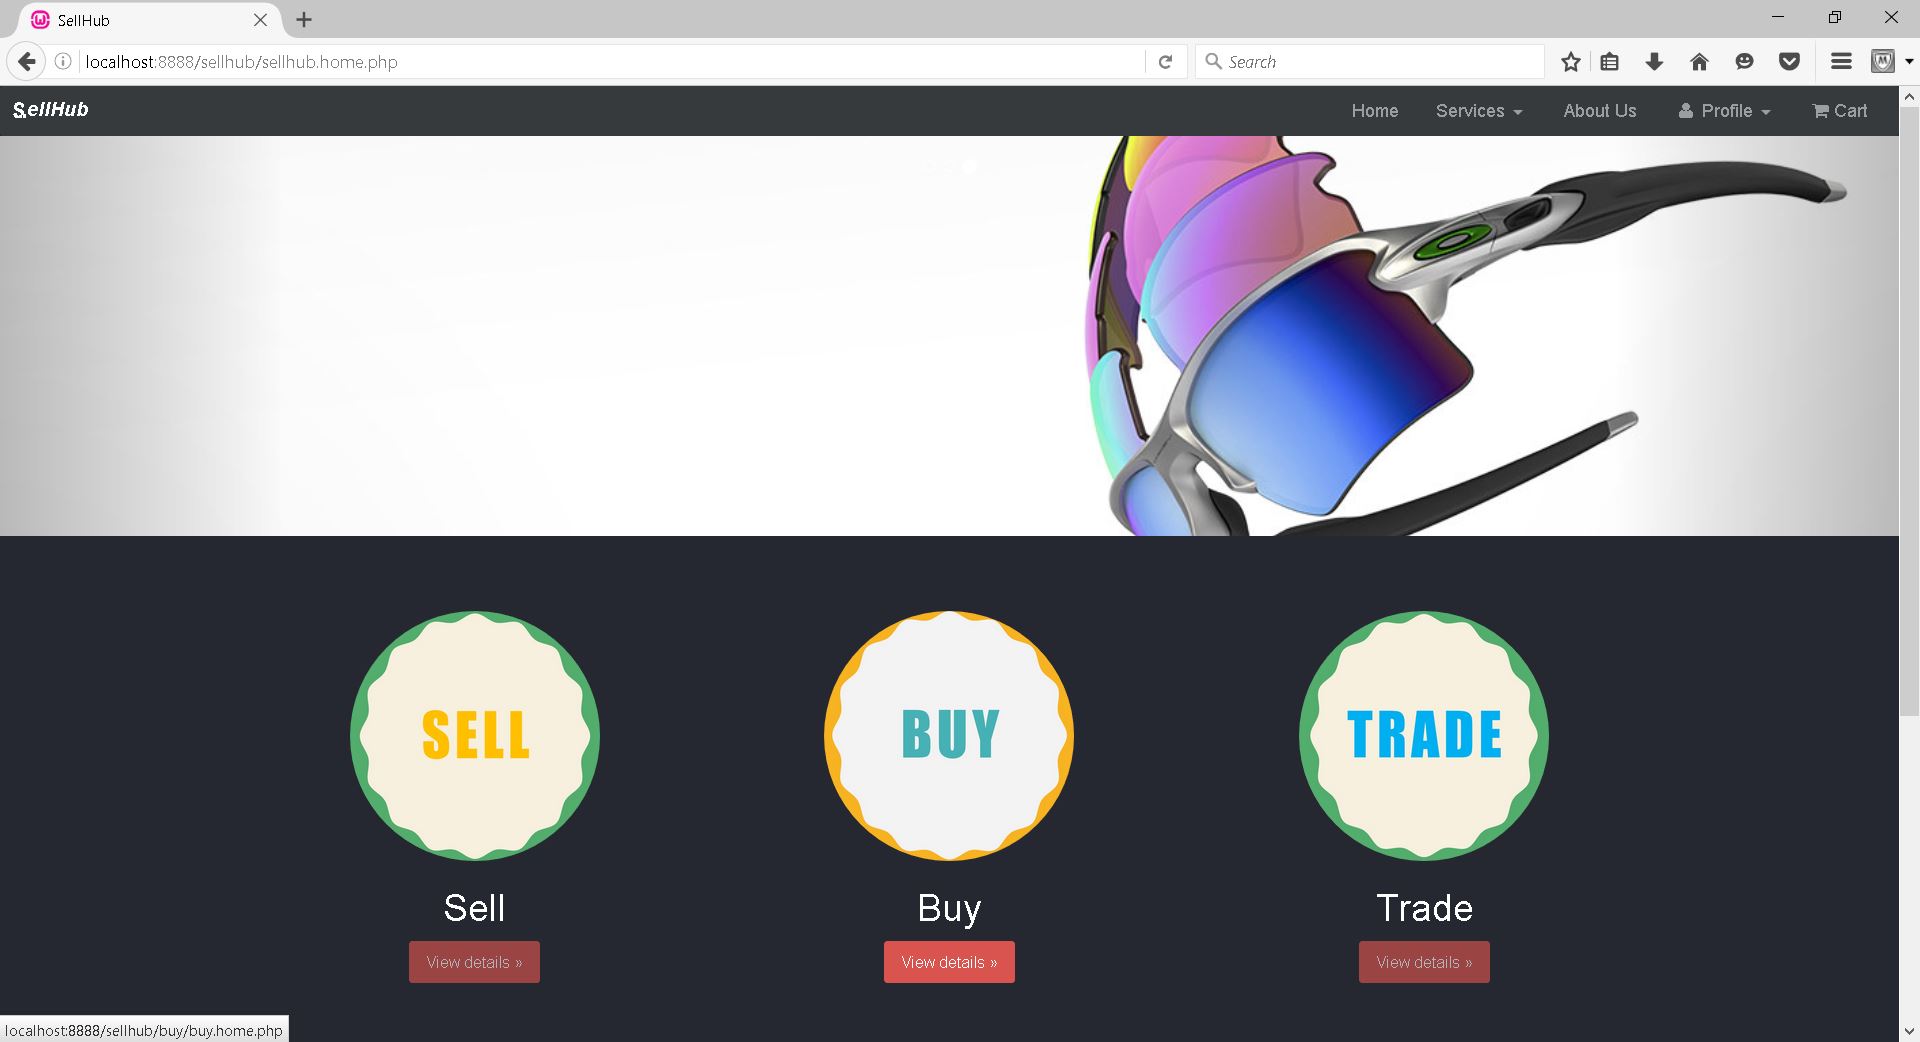 SellHub
localhost:8888/sellhub/sellhub.home.php
Search
SellHub
Home
Services
About Us
Profile
Cart
SELL
BUY
TRADE
Sell
Buy
Trade
View details »
View details »
View details »
localhost:8888/sellhub/buy/buy.home.php